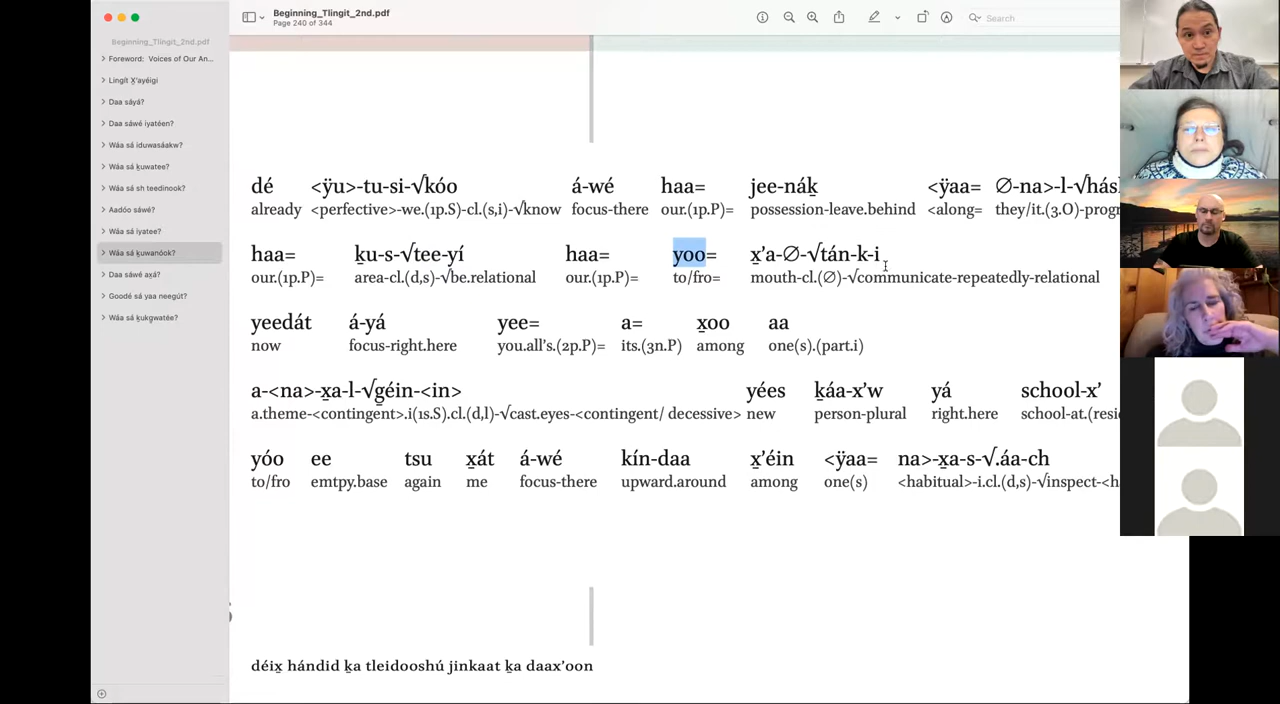 Beginning_Tlingit_2nd.pdf
Page 240 of 344
Search
Beginning_Tlingit_2nd.pdf
Foreword: Voices of Our An...
Lingít X̱'ayéigi
Daa sáyá?
Daa sáwé iyatéen?
Wáa sá iduwasáakw?
Wáa sá ḵuwatee?
Wáa sá sh teedinook?
Aadóo sáwé?
Wáa sá iyatee?
Wáa sá ḵuwanóok?
Daa sáwé ax̱á?
Goodé sá yaa neegút?
Wáa sá ḵukgwatée?
dé <ÿu>-tu-si-√kóo á-wé haa= jee-náḵ <ÿaa= ∅-na>-l-√hásh
already <perfective>-we.(1p.S)-cl.(s,i)-√know focus-there our.(1p.P)= possession-leave.behind <along= they/it.(3.O)-prog
haa= ḵu-s-√tee-yí haa= yoo= x̱'a-∅-√tán-k-i
our.(1p.P)= area-cl.(d,s)-√be.relational our.(1p.P)= to/fro= mouth-cl.(∅)-√communicate-repeatedly-relational
yeedát á-yá yee= a= x̱oo aa
now focus-right.here you.all's.(2p.P)= its.(3n.P) among one(s).(part.i)
a-<na>-x̱a-l-√g̱éin-<in> yées ḵáa-x'w yá school-x'
a.theme-<contingent>.i(1s.S).cl.(d,l)-√cast.eyes-<contingent/ decessive> new person-plural right.here school-at.(resi
yóo ee tsu x̱át á-wé kín-daa x̱'éin <ÿaa= na>-x̱a-s-√.áa-ch
to/fro emtpy.base again me focus-there upward.around among one(s) <habitual>-i.cl.(d,s)-√inspect-<h
déix̱ hándid ḵa tleidooshú jinkaat ḵa daax'oon